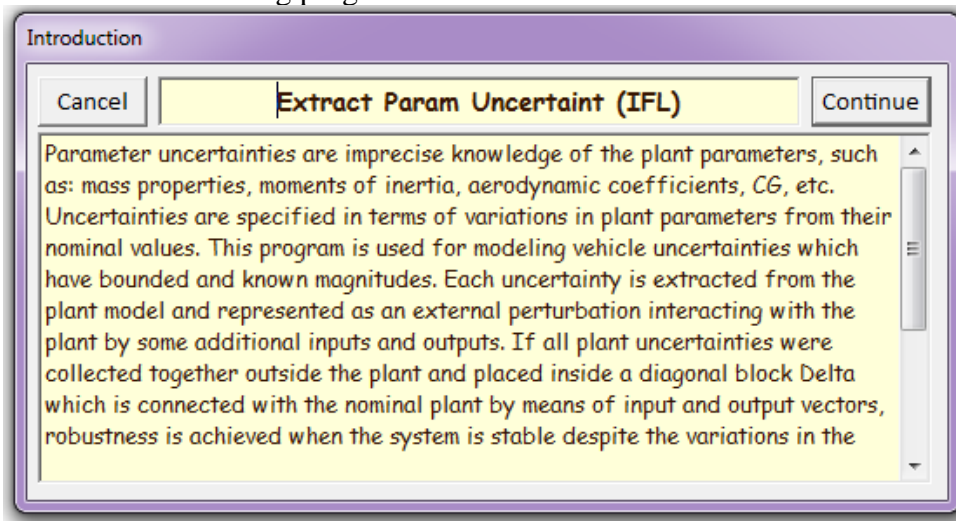 Introduction
Cancel
Extract Param Uncertaint (IFL)
Continue
Parameter uncertainties are imprecise knowledge of the plant parameters, such
as: mass properties, moments of inertia, aerodynamic coefficients, CG, etc.
Uncertainties are specified in terms of variations in plant parameters from their
nominal values. This program is used for modeling vehicle uncertainties which
have bounded and known magnitudes. Each uncertainty is extracted from the
plant model and represented as an external perturbation interacting with the
plant by some additional inputs and outputs. If all plant uncertainties were
collected together outside the plant and placed inside a diagonal block Delta
which is connected with the nominal plant by means of input and output vectors,
robustness is achieved when the system is stable despite the variations in the